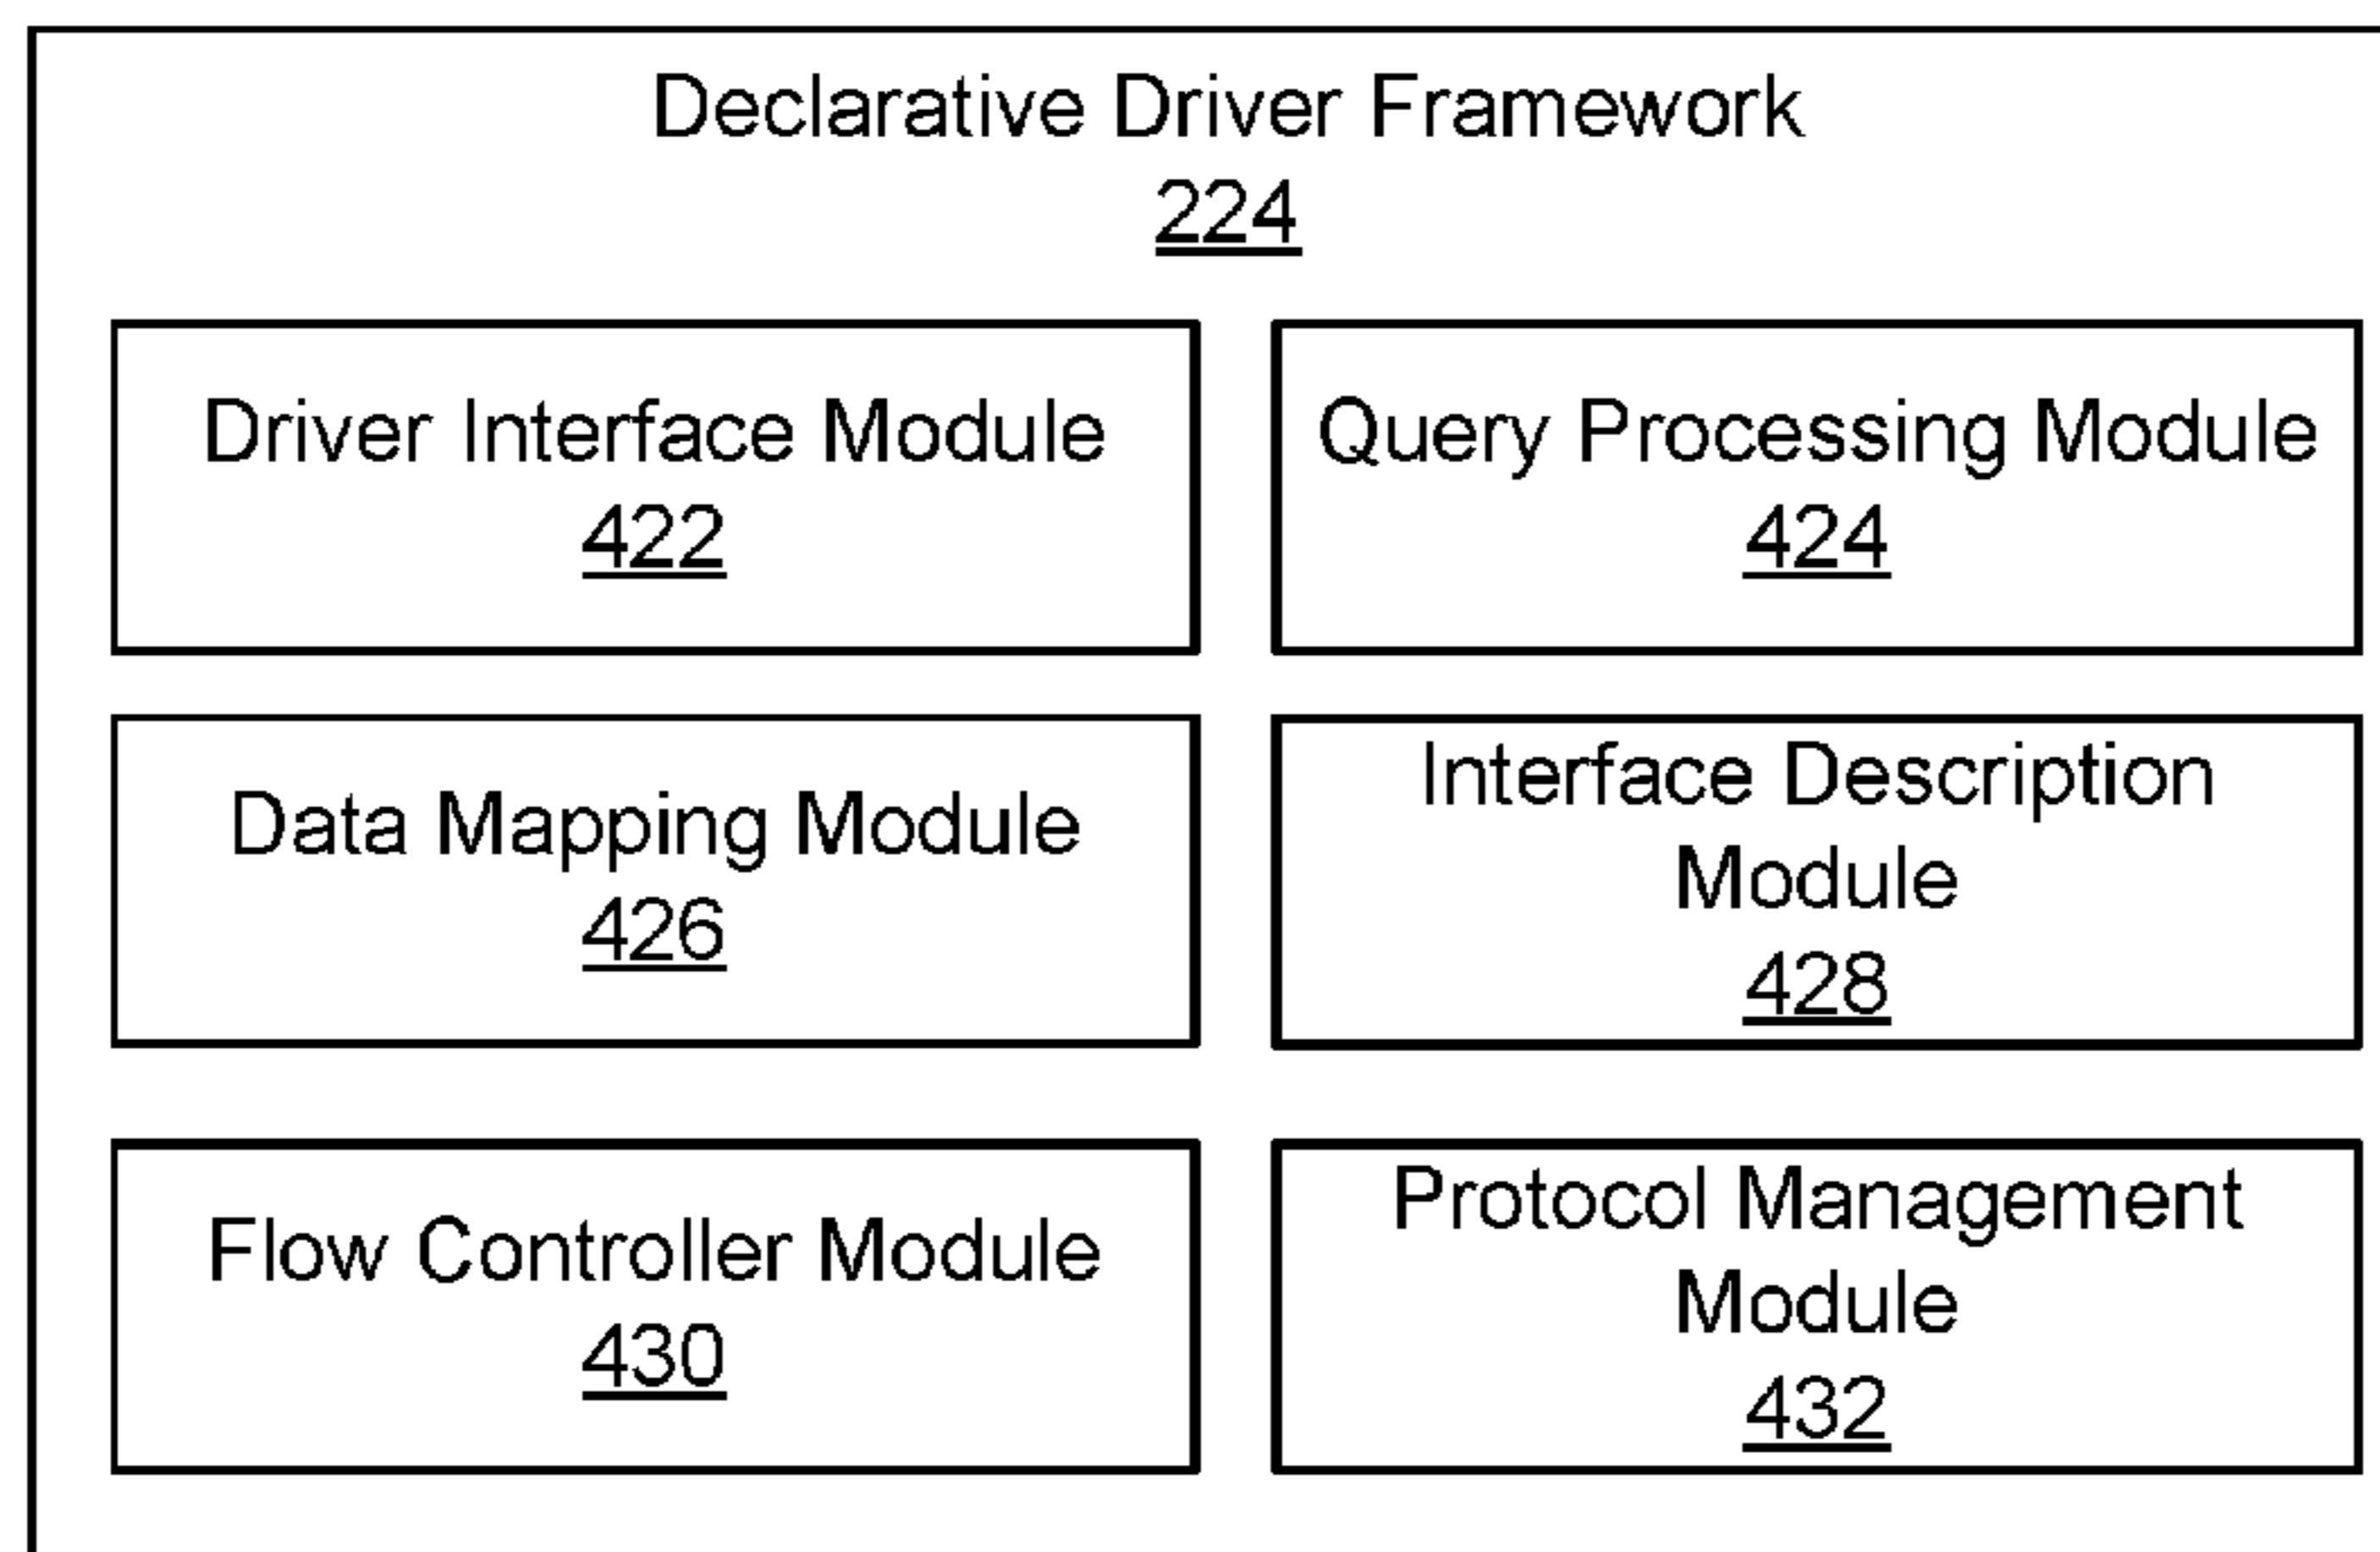 Declarative Driver Framework
224
Driver Interface Module
422
Query Processing Module
424
Data Mapping Module
426
Interface Description
Module
428
Flow Controller Module
430
Protocol Management
Module
432